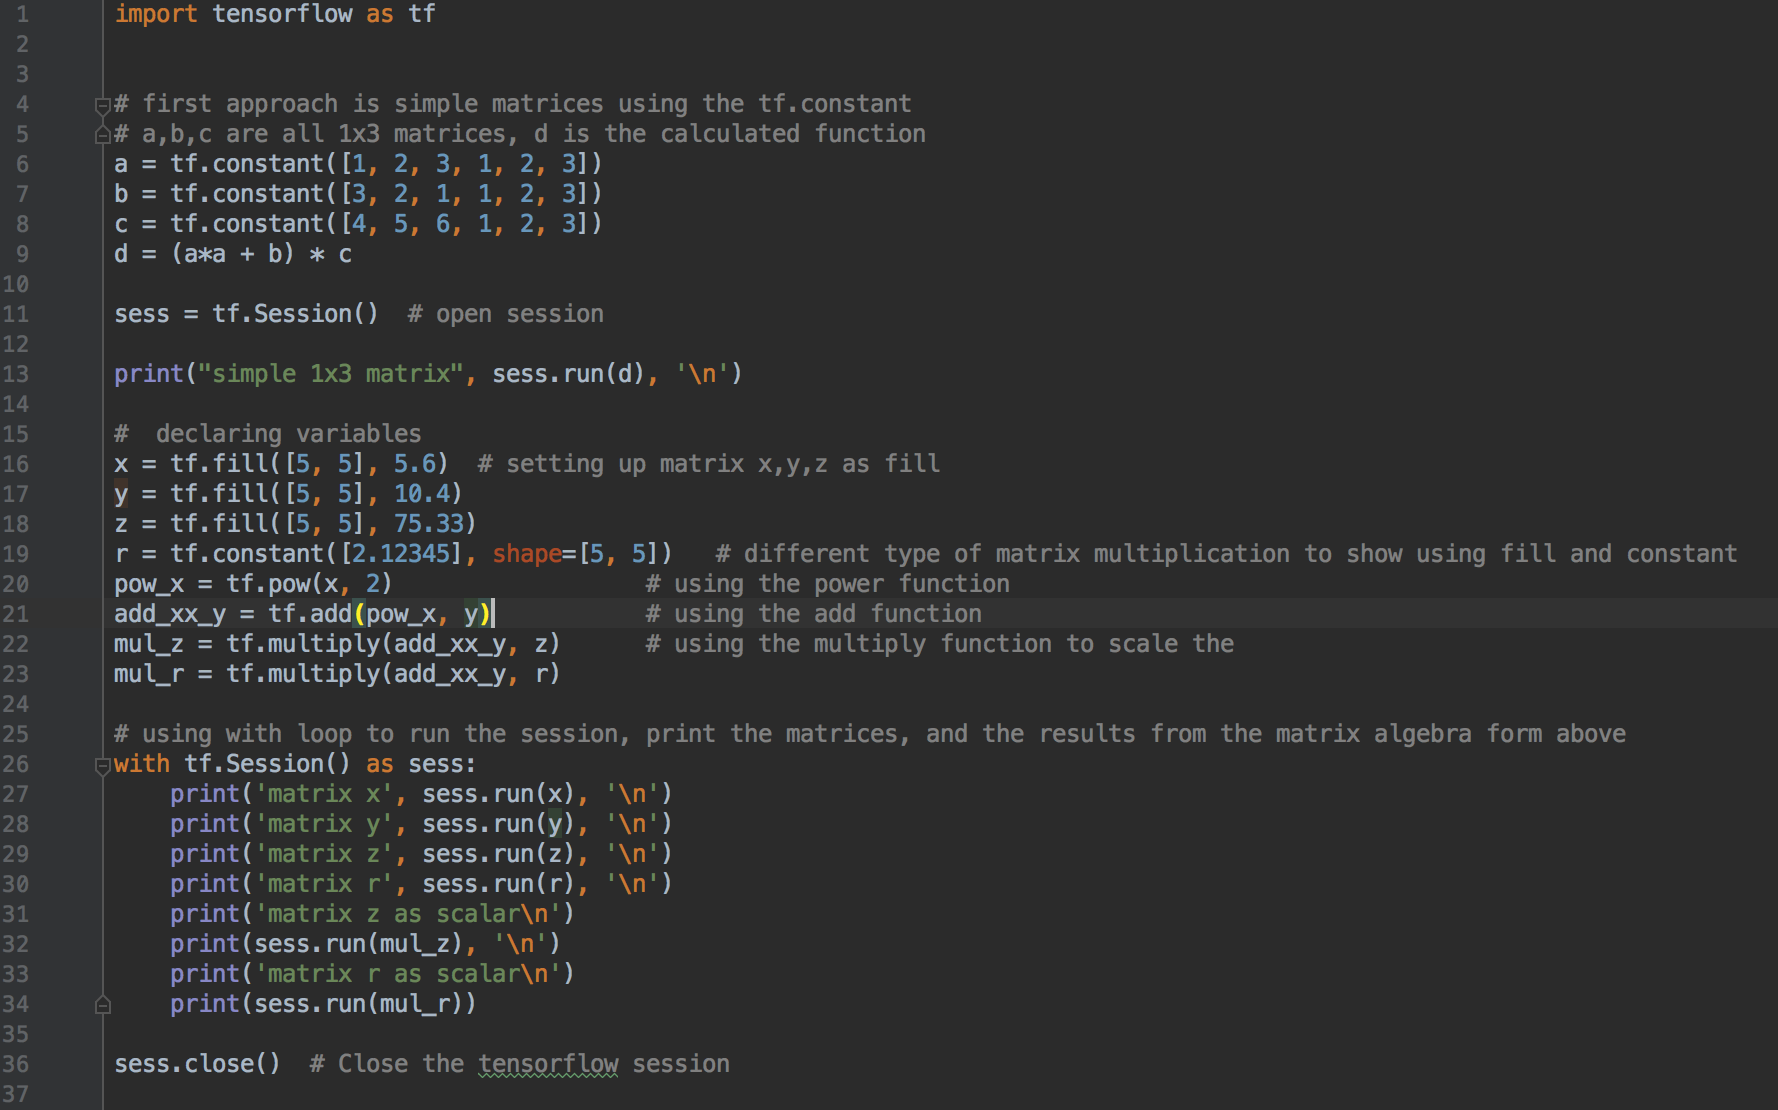 1 import tensorflow as tf
2
3
4 # first approach is simple matrices using the tf.constant
5 # a,b,c are all 1x3 matrices, d is the calculated function
6 a = tf.constant([1, 2, 3, 1, 2, 3])
7 b = tf.constant([3, 2, 1, 1, 2, 3])
8 c = tf.constant([4, 5, 6, 1, 2, 3])
9 d = (a*a + b) * c
10
11 sess = tf.Session()  # open session
12
13 print("simple 1x3 matrix", sess.run(d), '\n')
14
15 #  declaring variables
16 x = tf.fill([5, 5], 5.6)  # setting up matrix x,y,z as fill
17 y = tf.fill([5, 5], 10.4)
18 z = tf.fill([5, 5], 75.33)
19 r = tf.constant([2.12345], shape=[5, 5])   # different type of matrix multiplication to show using fill and constant
20 pow_x = tf.pow(x, 2)                  # using the power function
21 add_xx_y = tf.add(pow_x, y)           # using the add function
22 mul_z = tf.multiply(add_xx_y, z)      # using the multiply function to scale the
23 mul_r = tf.multiply(add_xx_y, r)
24
25 # using with loop to run the session, print the matrices, and the results from the matrix algebra form above
26 with tf.Session() as sess:
27     print('matrix x', sess.run(x), '\n')
28     print('matrix y', sess.run(y), '\n')
29     print('matrix z', sess.run(z), '\n')
30     print('matrix r', sess.run(r), '\n')
31     print('matrix z as scalar\n')
32     print(sess.run(mul_z), '\n')
33     print('matrix r as scalar\n')
34     print(sess.run(mul_r))
35
36 sess.close()  # Close the tensorflow session
37